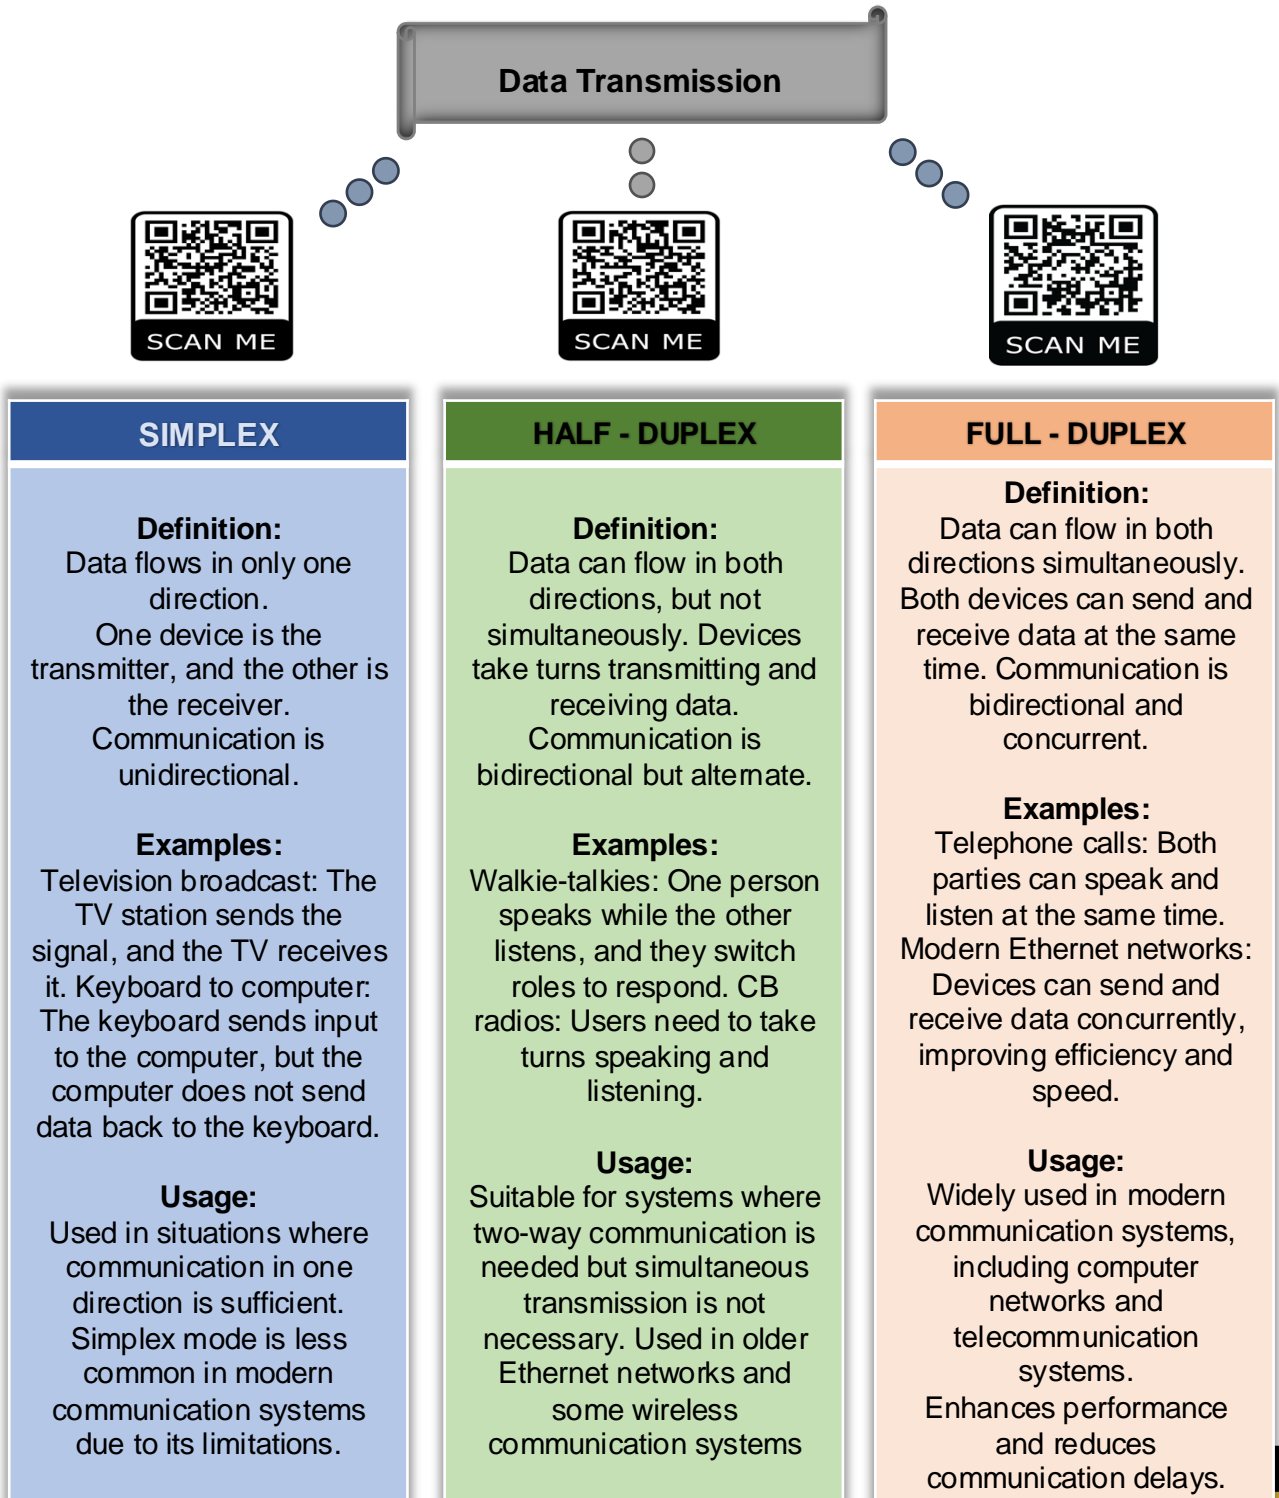 Data Transmission
SCAN ME
SCAN ME
SCAN ME
SIMPLEX
Definition:
Data flows in only one
direction.
One device is the
transmitter, and the other is
the receiver.
Communication is
unidirectional.
Examples:
Television broadcast: The
TV station sends the
signal, and the TV receives
it. Keyboard to computer:
The keyboard sends input
to the computer, but the
computer does not send
data back to the keyboard.
Usage:
Used in situations where
communication in one
direction is sufficient.
Simplex mode is less
common in modern
communication systems
due to its limitations.
HALF - DUPLEX
Definition:
Data can flow in both
directions, but not
simultaneously. Devices
take turns transmitting and
receiving data.
Communication is
bidirectional but alternate.
Examples:
Walkie-talkies: One person
speaks while the other
listens, and they switch
roles to respond. CB
radios: Users need to take
turns speaking and
listening.
Usage:
Suitable for systems where
two-way communication is
needed but simultaneous
transmission is not
necessary. Used in older
Ethernet networks and
some wireless
communication systems
FULL - DUPLEX
Definition:
Data can flow in both
directions simultaneously.
Both devices can send and
receive data at the same
time. Communication is
bidirectional and
concurrent.
Examples:
Telephone calls: Both
parties can speak and
listen at the same time.
Modern Ethernet networks:
Devices can send and
receive data concurrently,
improving efficiency and
speed.
Usage:
Widely used in modern
communication systems,
including computer
networks and
telecommunication
systems.
Enhances performance
and reduces
communication delays.